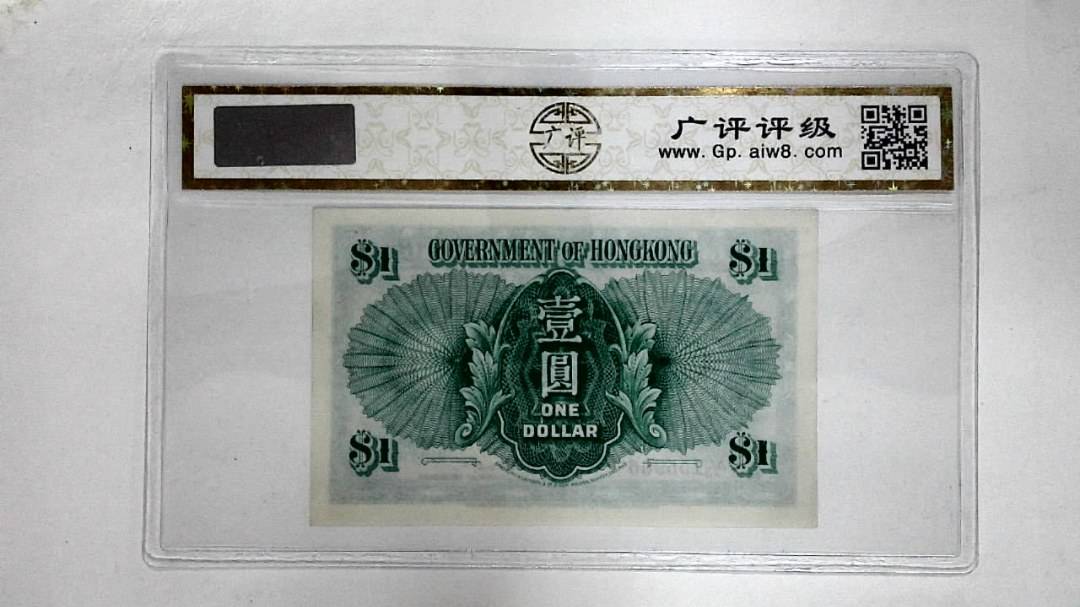 广评
广评评级
www. Gp. aiw8. com
$1 GOVERNMENT OF HONGKONG $1
壹
圓
ONE
DOLLAR
$1 $1